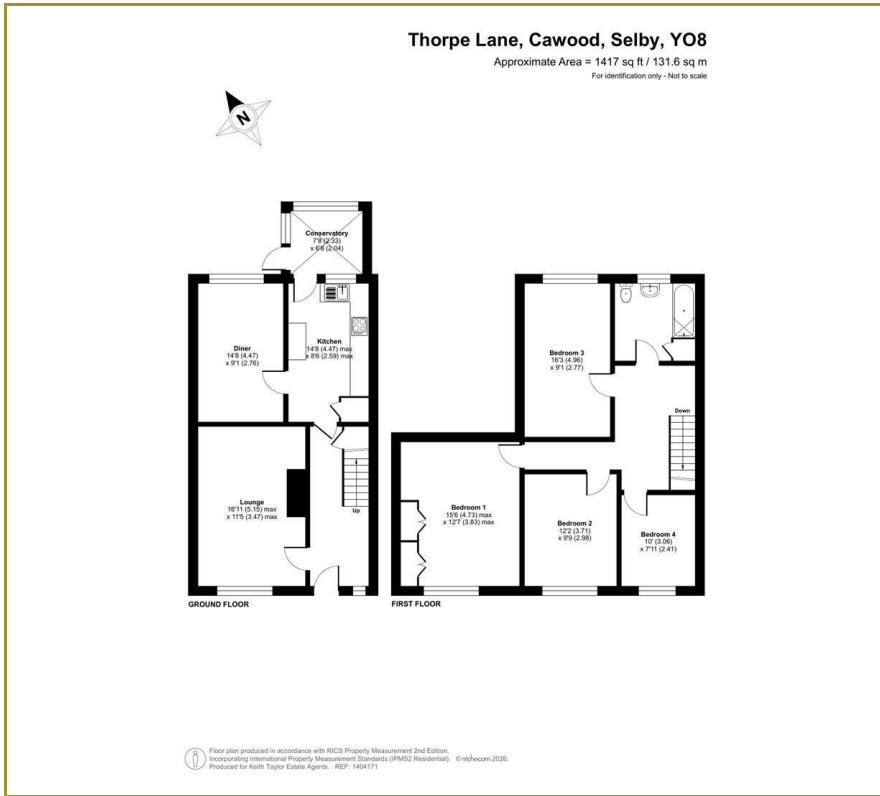 Thorpe Lane, Cawood, Selby, YO8
Approximate Area = 1417 sq ft / 131.6 sq m
For identification only - Not to scale
N
Conservatory
7'8 (2.33)
x 6'8 (2.04)
Diner
14'8 (4.47)
x 9'1 (2.76)
Kitchen
14'8 (4.47) max
x 8'6 (2.59) max
Lounge
16'11 (5.15) max
x 11'5 (3.47) max
Up
GROUND FLOOR
Bedroom 3
16'3 (4.96)
x 9'1 (2.77)
Down
Bedroom 1
15'6 (4.73) max
x 12'7 (3.83) max
Bedroom 2
12'2 (3.71)
x 9'9 (2.98)
Bedroom 4
10' (3.06)
x 7'11 (2.41)
FIRST FLOOR
Floor plan produced in accordance with RICS Property Measurement 2nd Edition,
Incorporating International Property Measurement Standards (IPMS2 Residential). © nichecom 2026.
Produced for Keith Taylor Estate Agents. REF: 1404171